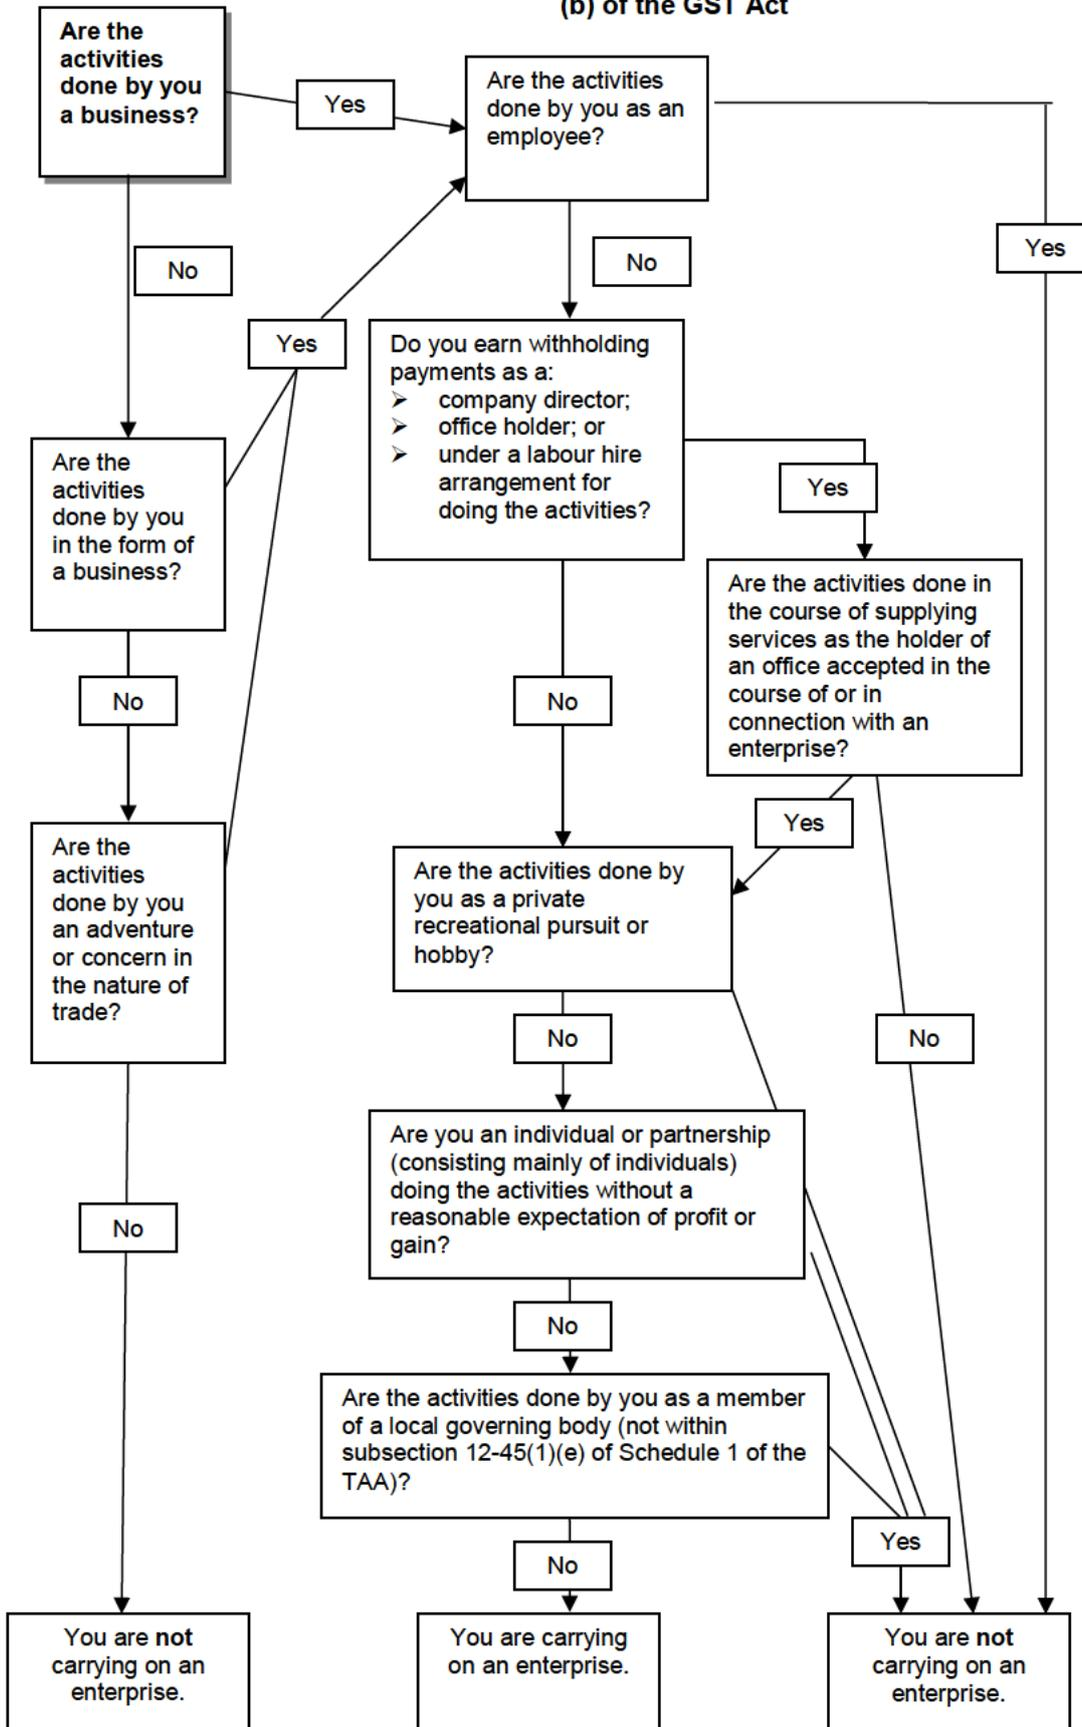 (b) of the GST Act
Are the
activities
done by you
a business?
Yes
Are the activities
done by you as an
employee?
Yes
No
No
Yes
Do you earn withholding
payments as a:
➢ company director;
➢ office holder; or
➢ under a labour hire
arrangement for
doing the activities?
Are the
activities
done by you
in the form of
a business?
Yes
Are the activities done in
the course of supplying
services as the holder of
an office accepted in the
course of or in
connection with an
enterprise?
No
No
Yes
Are the
activities
done by you
an adventure
or concern in
the nature of
trade?
Are the activities done by
you as a private
recreational pursuit or
hobby?
No
No
Are you an individual or partnership
(consisting mainly of individuals)
doing the activities without a
reasonable expectation of profit or
gain?
No
No
Are the activities done by you as a member
of a local governing body (not within
subsection 12-45(1)(e) of Schedule 1 of the
TAA)?
Yes
No
You are not
carrying on an
enterprise.
You are carrying
on an enterprise.
You are not
carrying on an
enterprise.